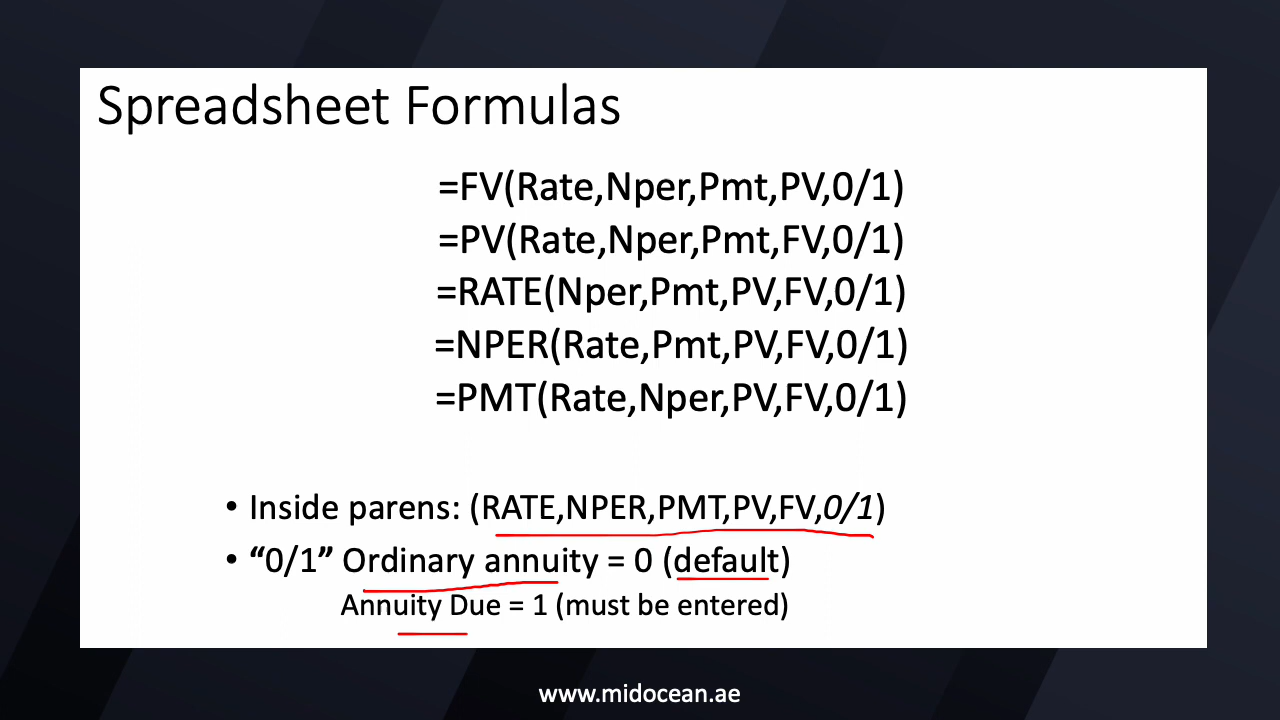 Spreadsheet Formulas
=FV(Rate,Nper,Pmt,PV,0/1)
=PV(Rate,Nper,Pmt,FV,0/1)
=RATE(Nper,Pmt,PV,FV,0/1)
=NPER(Rate,Pmt,PV,FV,0/1)
=PMT(Rate,Nper,PV,FV,0/1)
• Inside parens: (RATE,NPER,PMT,PV,FV,0/1)
• “0/1” Ordinary annuity = 0 (default)
Annuity Due = 1 (must be entered)
www.midocean.ae